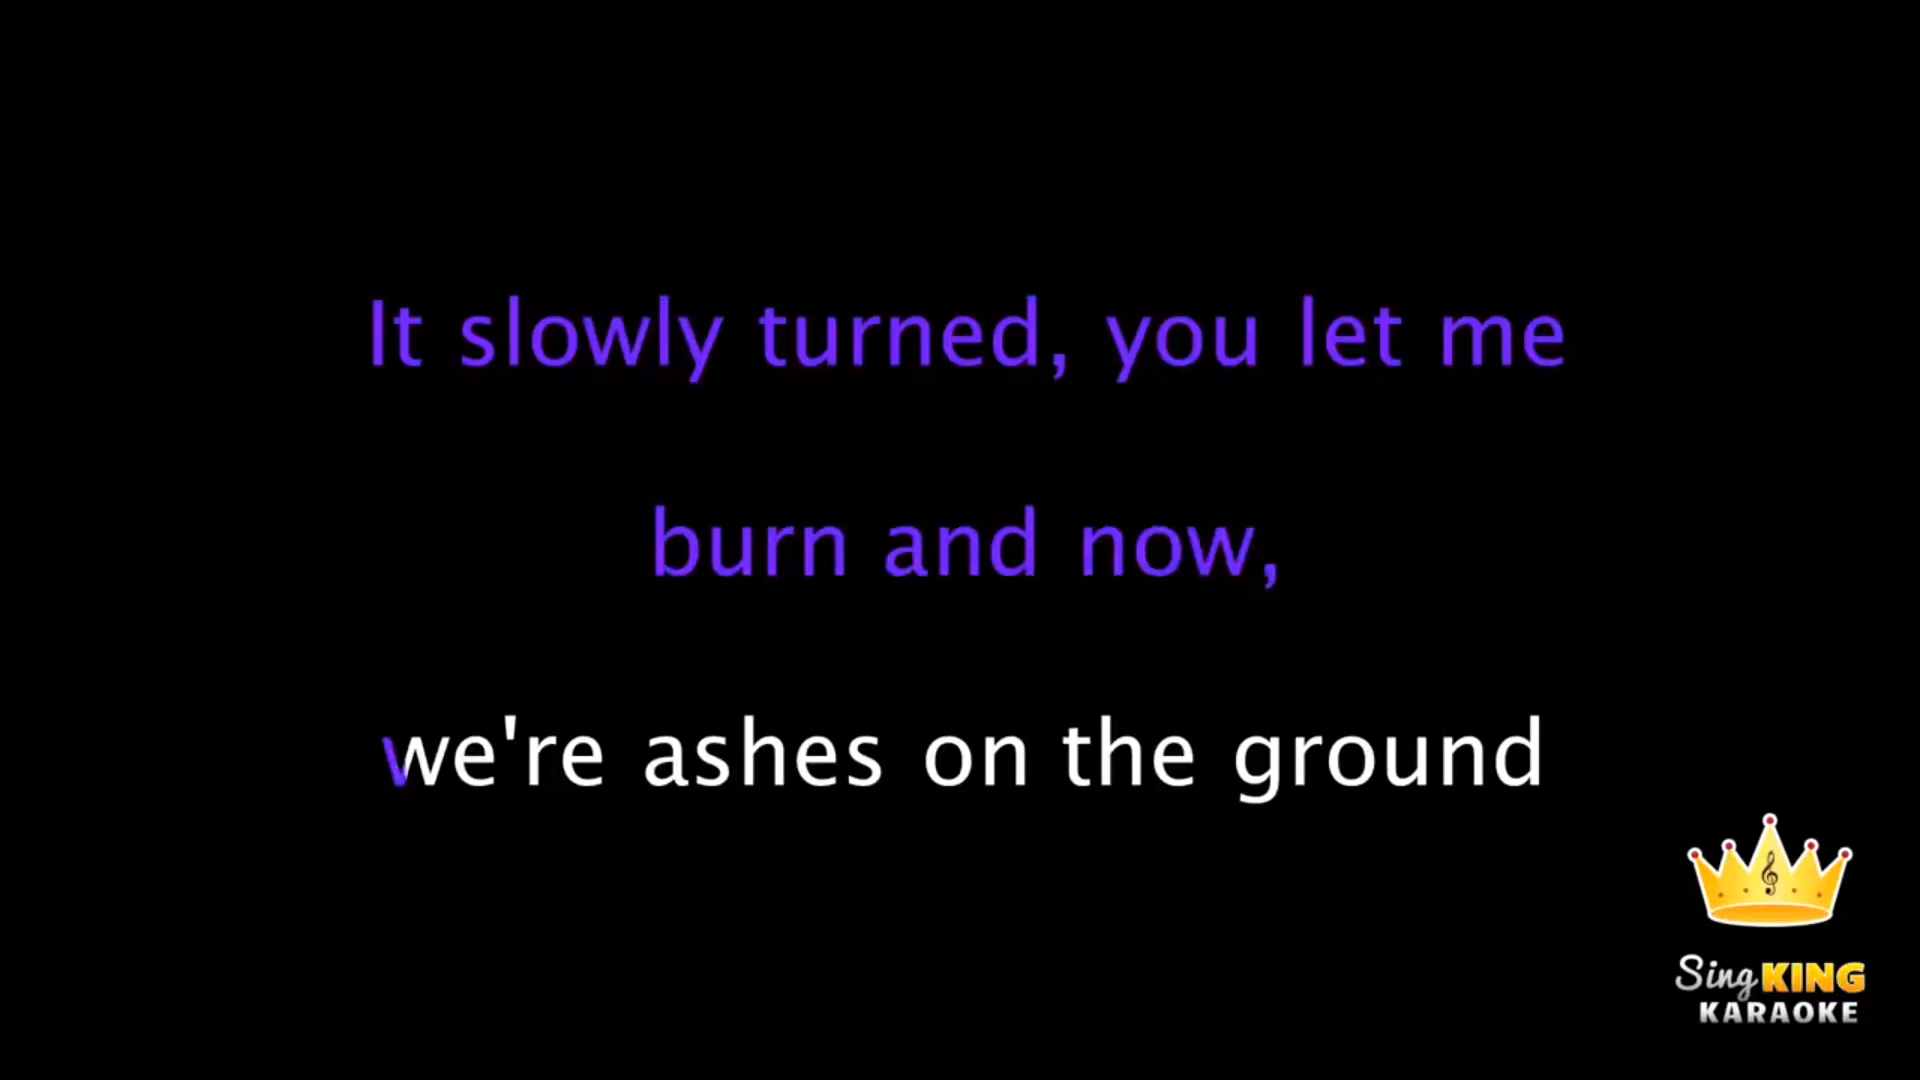 It slowly turned, you let me
burn and now,
we're ashes on the ground
Sing KING
KARAOKE